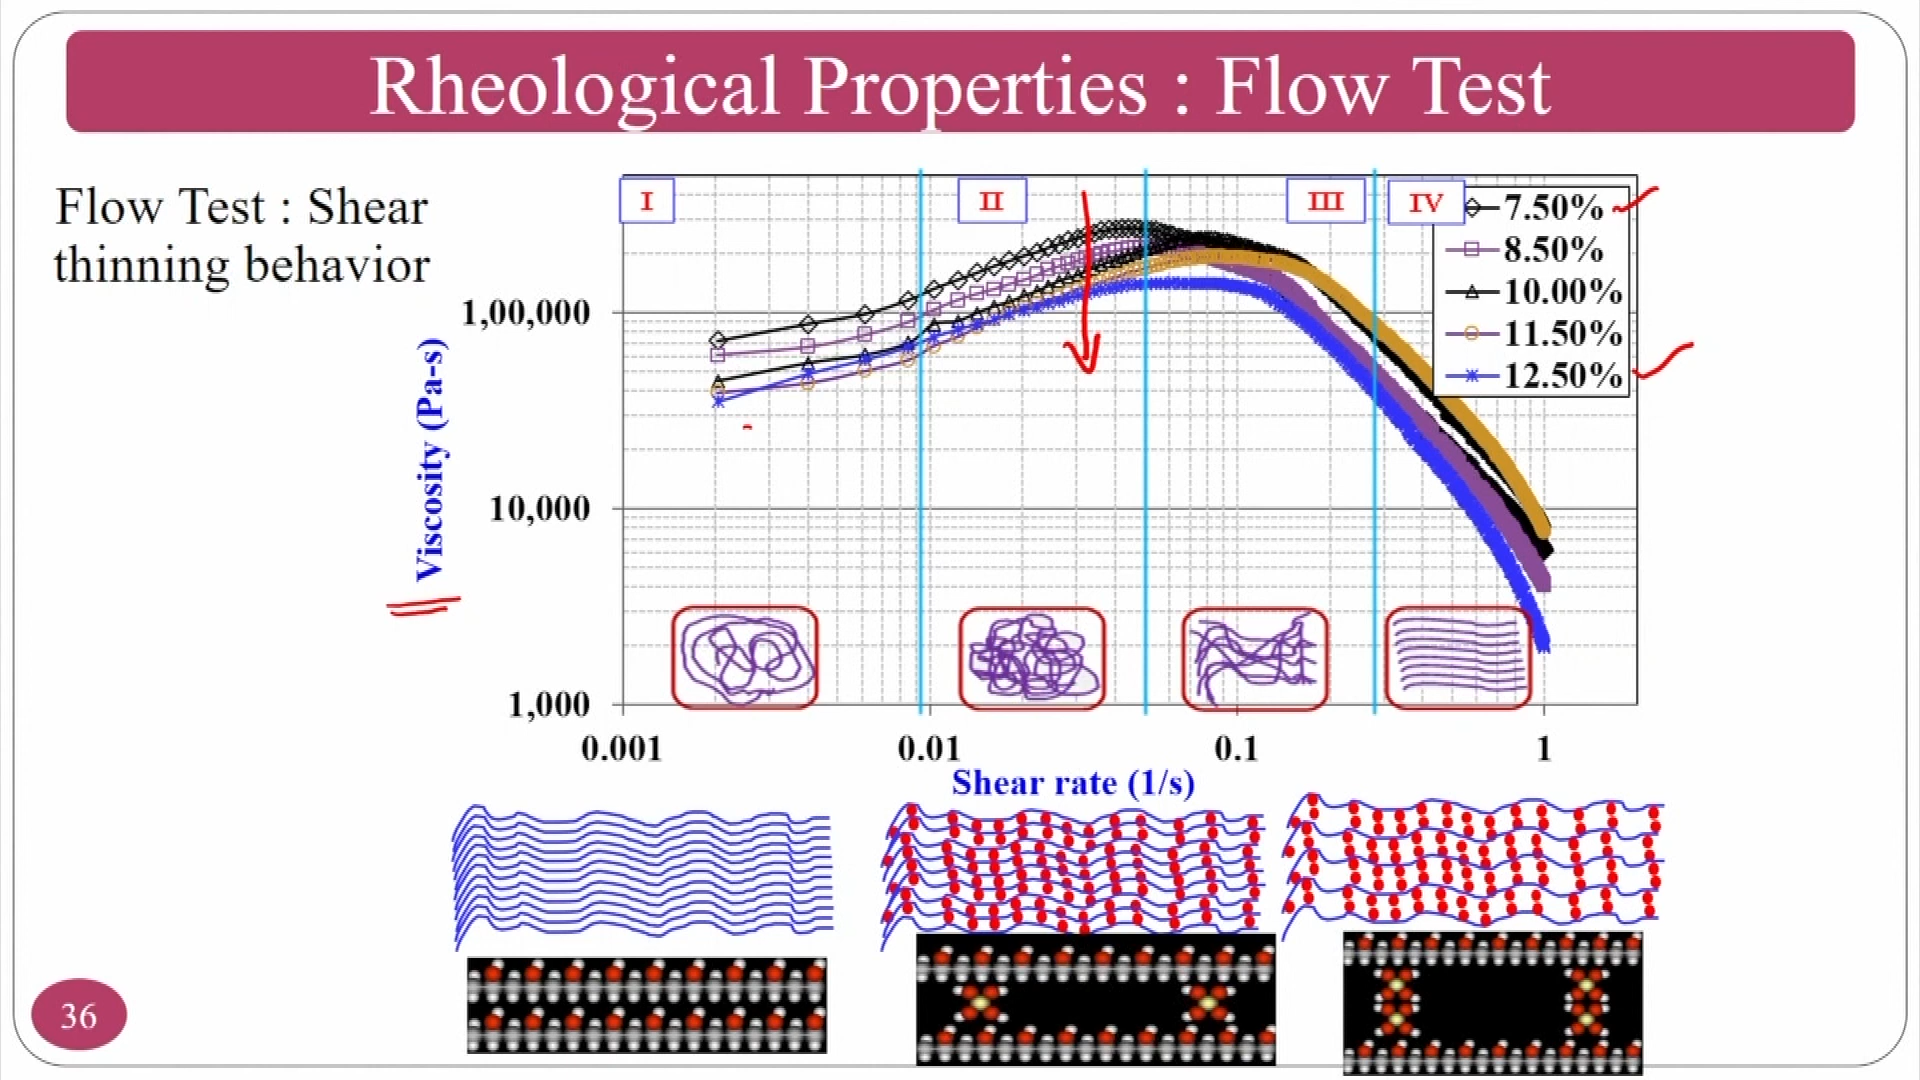 Rheological Properties : Flow Test
Flow Test : Shear
thinning behavior
I
II
III
IV
7.50%
8.50%
10.00%
11.50%
12.50%
1,00,000
10,000
1,000
Viscosity (Pa-s)
0.001
0.01
0.1
1
Shear rate (1/s)
36